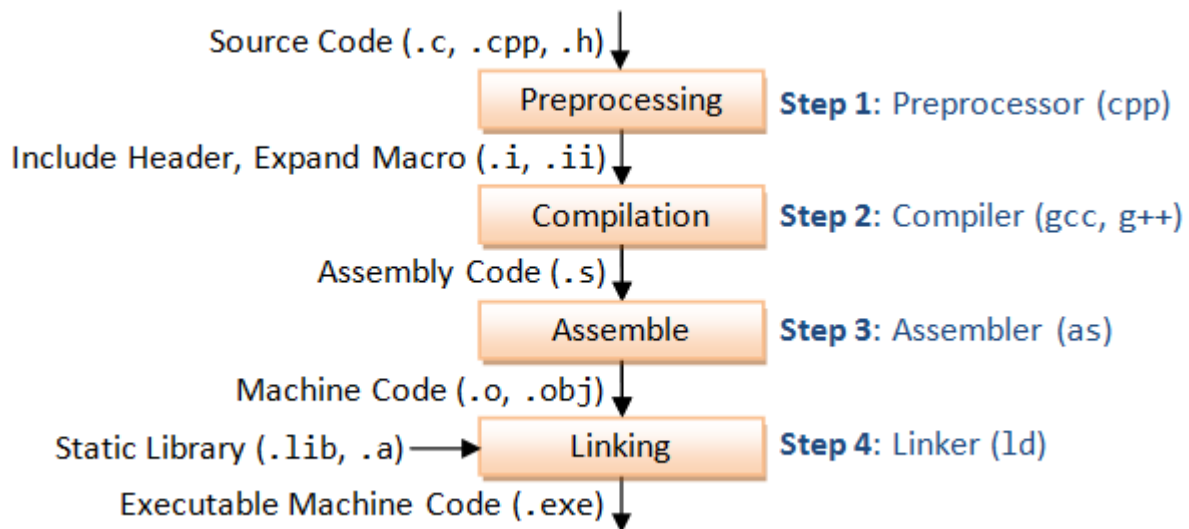 Source Code (.c, .cpp, .h)
Preprocessing
Step 1: Preprocessor (cpp)
Include Header, Expand Macro (.i, .ii)
Compilation
Step 2: Compiler (gcc, g++)
Assembly Code (.s)
Assemble
Step 3: Assembler (as)
Machine Code (.o, .obj)
Static Library (.lib, .a)
Linking
Step 4: Linker (ld)
Executable Machine Code (.exe)